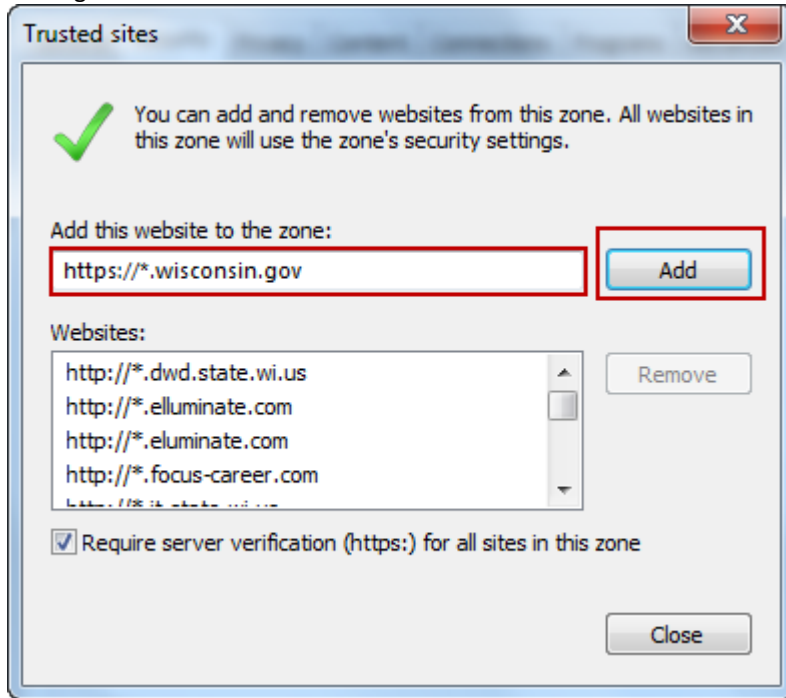 Trusted sites
You can add and remove websites from this zone. All websites in
this zone will use the zone's security settings.
Add this website to the zone:
https://*.wisconsin.gov
Add
Websites:
http://*.dwd.state.wi.us
Remove
http://*.elluminate.com
http://*.eluminate.com
http://*.focus-career.com
Require server verification (https:) for all sites in this zone
Close